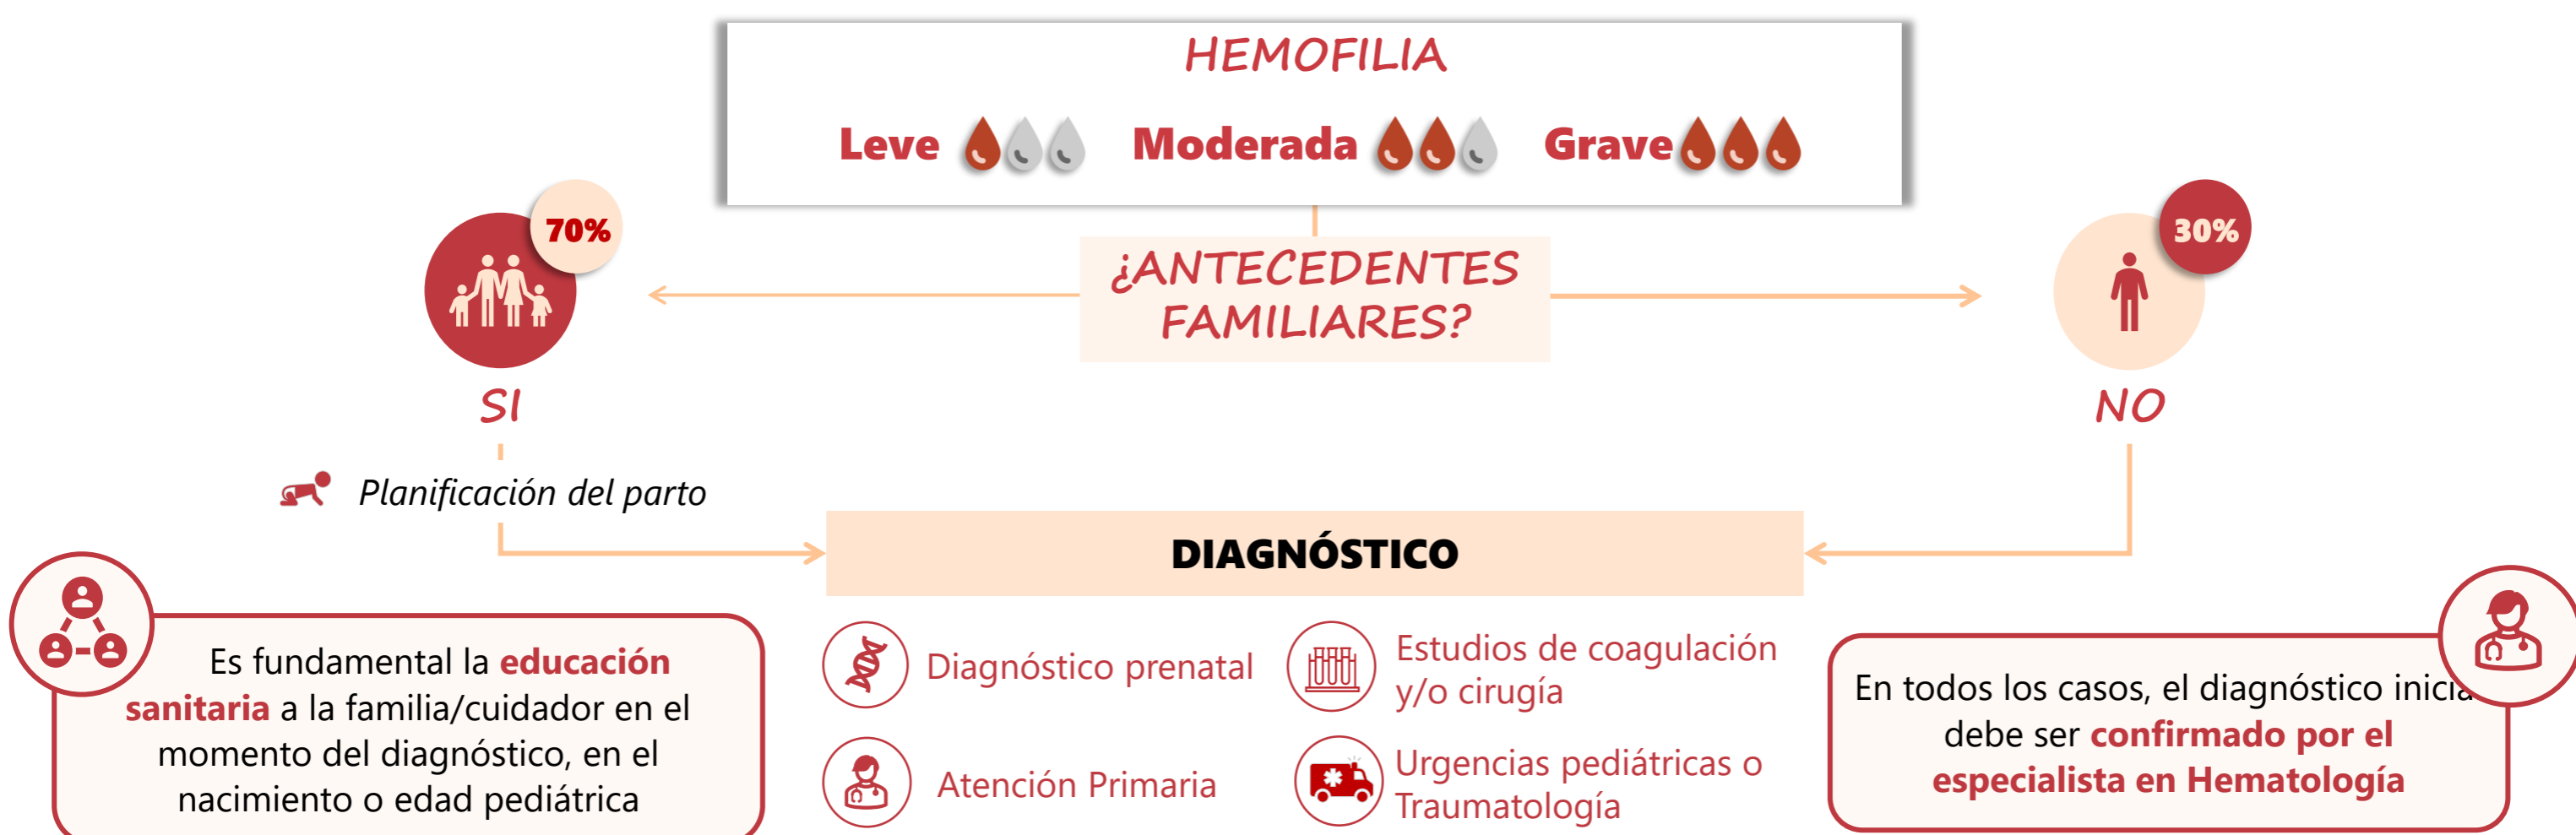 HEMOFILIA
Leve Moderada Grave
70%
30%
¿ANTECEDENTES
FAMILIARES?
SI
NO
Planificación del parto
DIAGNÓSTICO
Es fundamental la educación
sanitaria a la familia/cuidador en el
momento del diagnóstico, en el
nacimiento o edad pediátrica
Diagnóstico prenatal
Estudios de coagulación
y/o cirugía
Atención Primaria
Urgencias pediátricas o
Traumatología
En todos los casos, el diagnóstico inicia
debe ser confirmado por el
especialista en Hematología